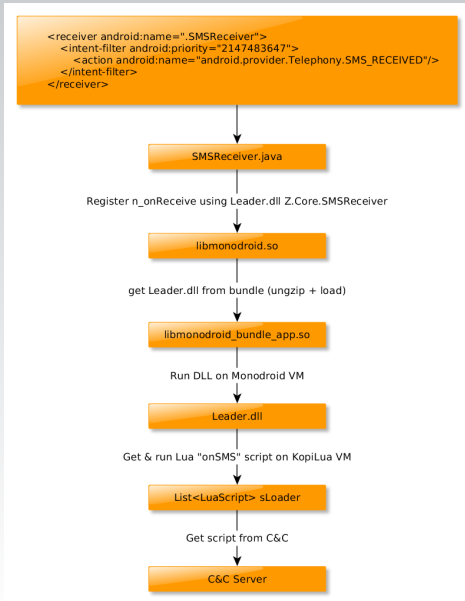 <receiver android:name=".SMSReceiver">
<intent-filter android:priority="2147483647">
<action android:name="android.provider.Telephony.SMS_RECEIVED"/>
</intent-filter>
</receiver>
SMSReceiver.java
Register n_onReceive using Leader.dll Z.Core.SMSReceiver
libmonodroid.so
get Leader.dll from bundle (ungzip + load)
libmonodroid_bundle_app.so
Run DLL on Monodroid VM
Leader.dll
Get & run Lua "onSMS" script on KopiLua VM
List<LuaScript> sLoader
Get script from C&C
C&C Server